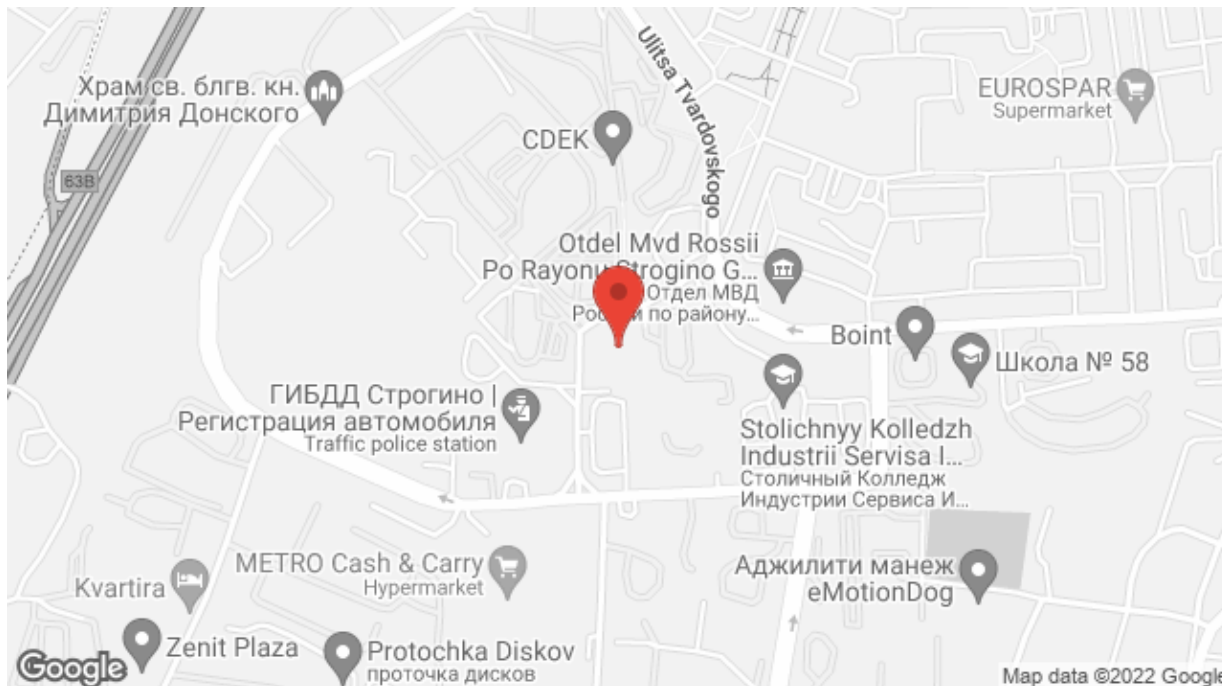 Ulitsa Tvardovskogo
Храм св. блгв. кн.
Димитрия Донского
EUROSPAR
Supermarket
CDEK
63B
Otdel Mvd Rossii
Po Rayonu Strogino G...
Отдел МВД
России по району...
Boint
Школа № 58
ГИБДД Строгино |
Регистрация автомобиля
Traffic police station
Stolichnyy Kolledzh
Industrii Servisa I...
Столичный Колледж
Индустрии Сервиса И...
METRO Cash & Carry
Hypermarket
Аджилити манеж
eMotionDog
Kvartira
Zenit Plaza
Protochka Diskov
проточка дисков
Google
Map data ©2022 Google